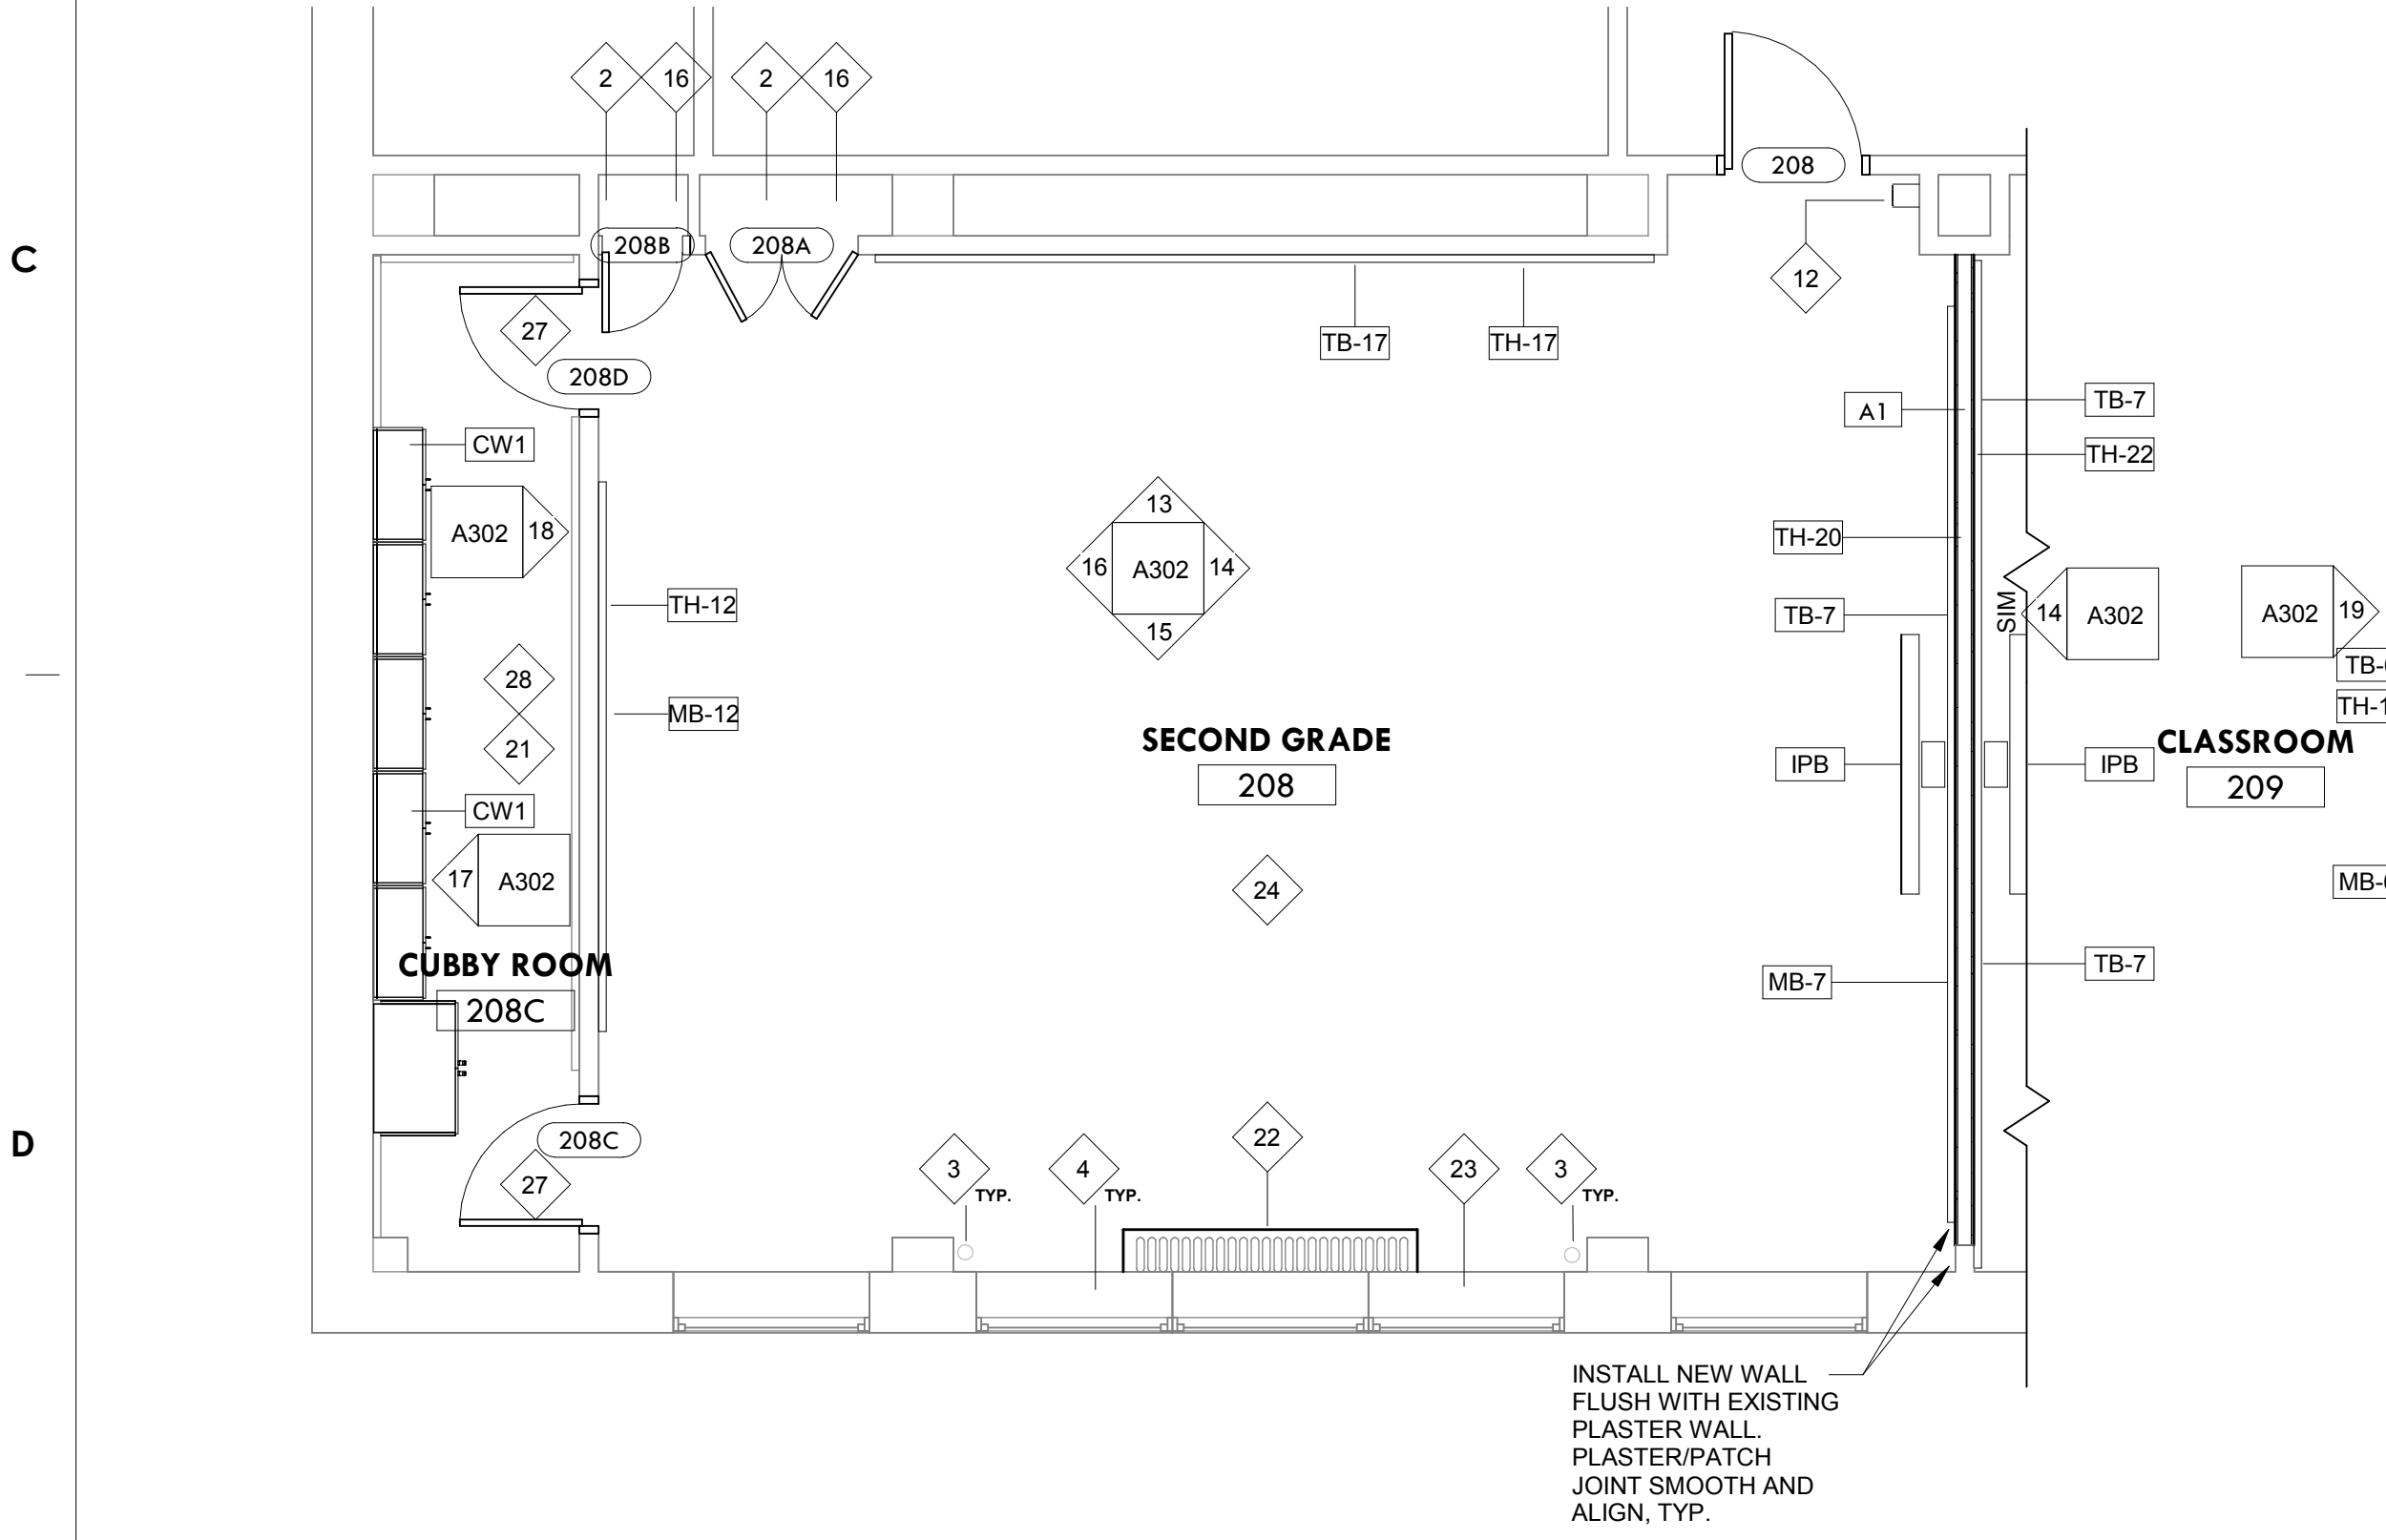 2 16 2 16
208
C
208B 208A
12
27
TB-17 TH-17
208D
TB-7
A1
CW1
TH-22
13
A302 18
16 A302 14
TH-20
TH-12
TB-7
SIM
14 A302
A302 19
15
28
MB-12
21
SECOND GRADE
208
IPB
IPB
CLASSROOM
209
CW1
17 A302
24
CUBBY ROOM
208C
MB-7
TB-7
D
208C
22
3 TYP.
4 TYP.
23
3 TYP.
27
INSTALL NEW WALL
FLUSH WITH EXISTING
PLASTER WALL.
PLASTER/PATCH
JOINT SMOOTH AND
ALIGN, TYP.